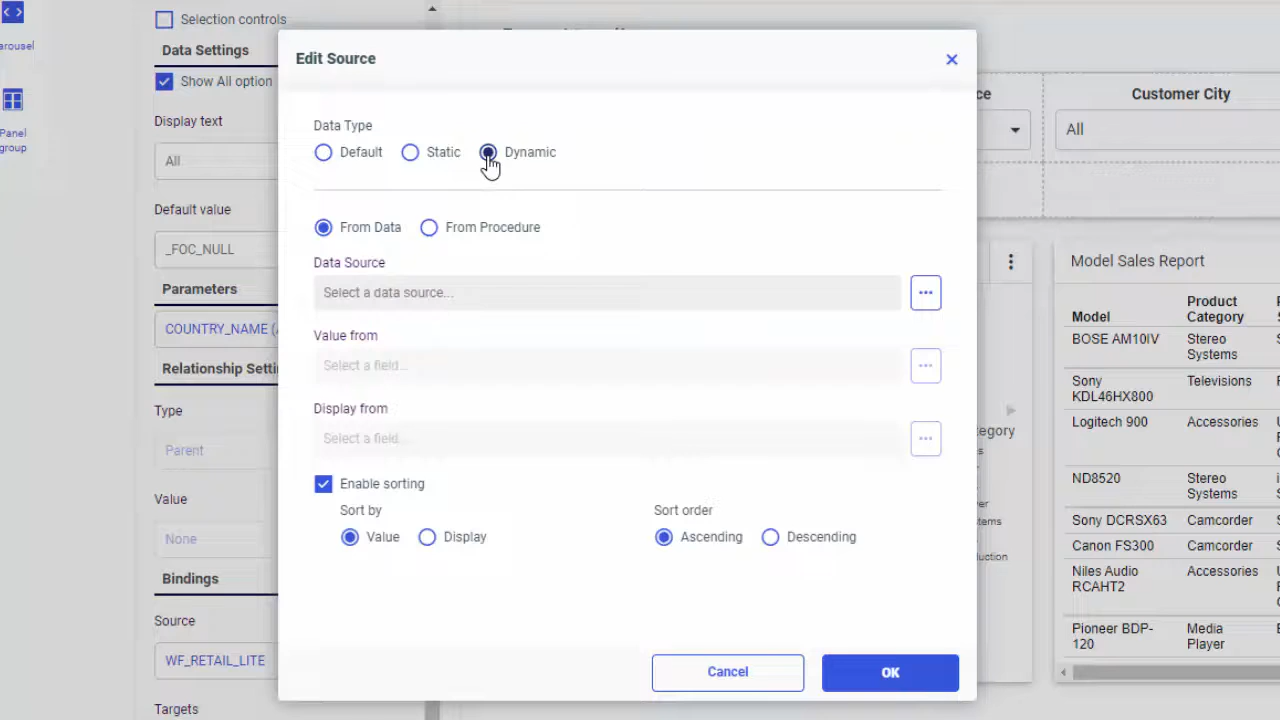 arousel
Panel
group
Selection controls
Data Settings
Show All option
Display text
All
Default value
_FOC_NULL
Parameters
COUNTRY_NAME (
Relationship Setti
Type
Parent
Value
None
Bindings
Source
WF_RETAIL_LITE
Targets
Edit Source
Data Type
Default
Static
Dynamic
From Data
From Procedure
Data Source
Select a data source...
Value from
Select a field...
Display from
Select a field...
Enable sorting
Sort by
Value
Display
Sort order
Ascending
Descending
Cancel
OK
ce
Customer City
All
egory
tems
uction
Model Sales Report
Model
Product
Category
BOSE AM10IV
Stereo
Systems
Sony
KDL46HX800
Televisions
Logitech 900
Accessories
ND8520
Stereo
Systems
Sony DCRSX63
Camcorder
Canon FS300
Camcorder
Niles Audio
RCAHT2
Accessories
Pioneer BDP-
120
Media
Player